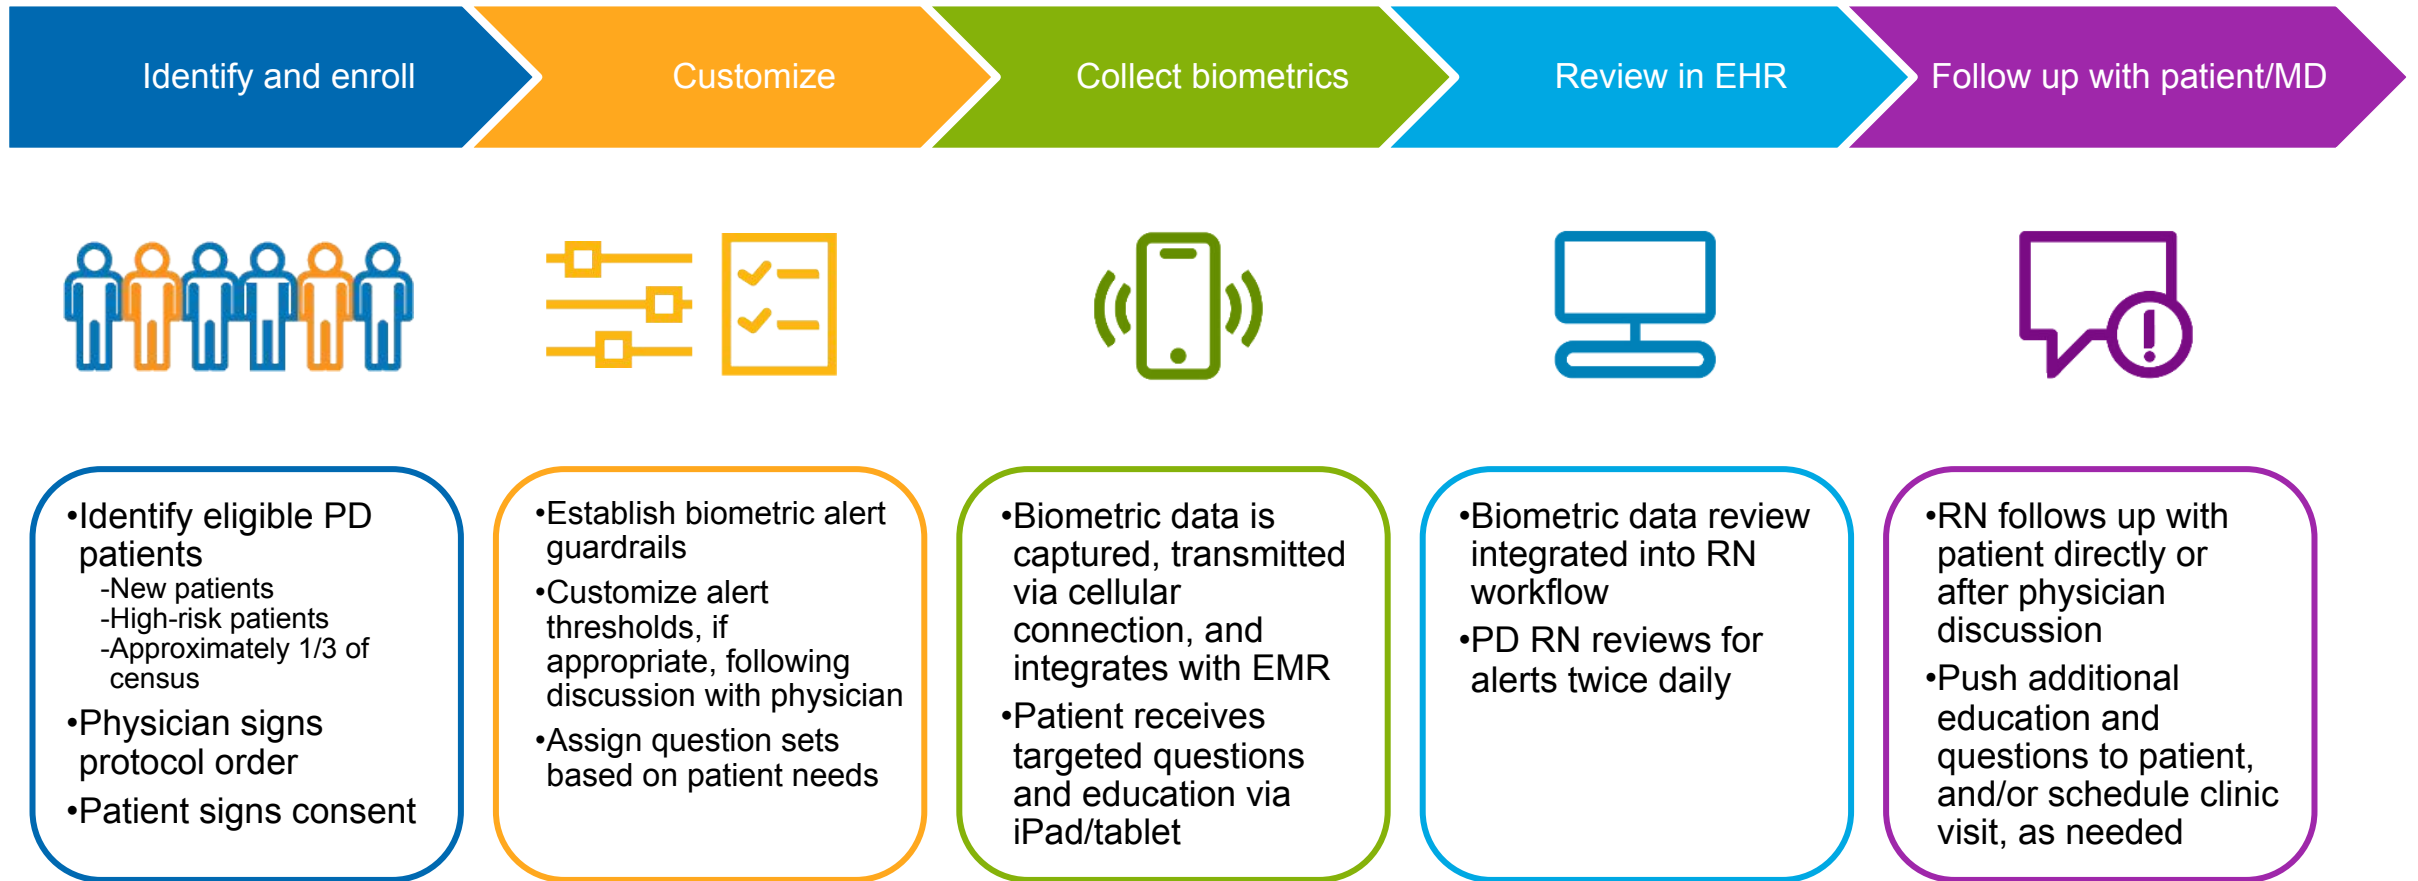 Identify and enroll
Customize
Collect biometrics
Review in EHR
Follow up with patient/MD
•Identify eligible PD
patients
-New patients
-High-risk patients
-Approximately 1/3 of
census
•Physician signs
protocol order
•Patient signs consent
•Establish biometric alert
guardrails
•Customize alert
thresholds, if
appropriate, following
discussion with physician
•Assign question sets
based on patient needs
•Biometric data is
captured, transmitted
via cellular
connection, and
integrates with EMR
•Patient receives
targeted questions
and education via
iPad/tablet
•Biometric data review
integrated into RN
workflow
•PD RN reviews for
alerts twice daily
•RN follows up with
patient directly or
after physician
discussion
•Push additional
education and
questions to patient,
and/or schedule clinic
visit, as needed